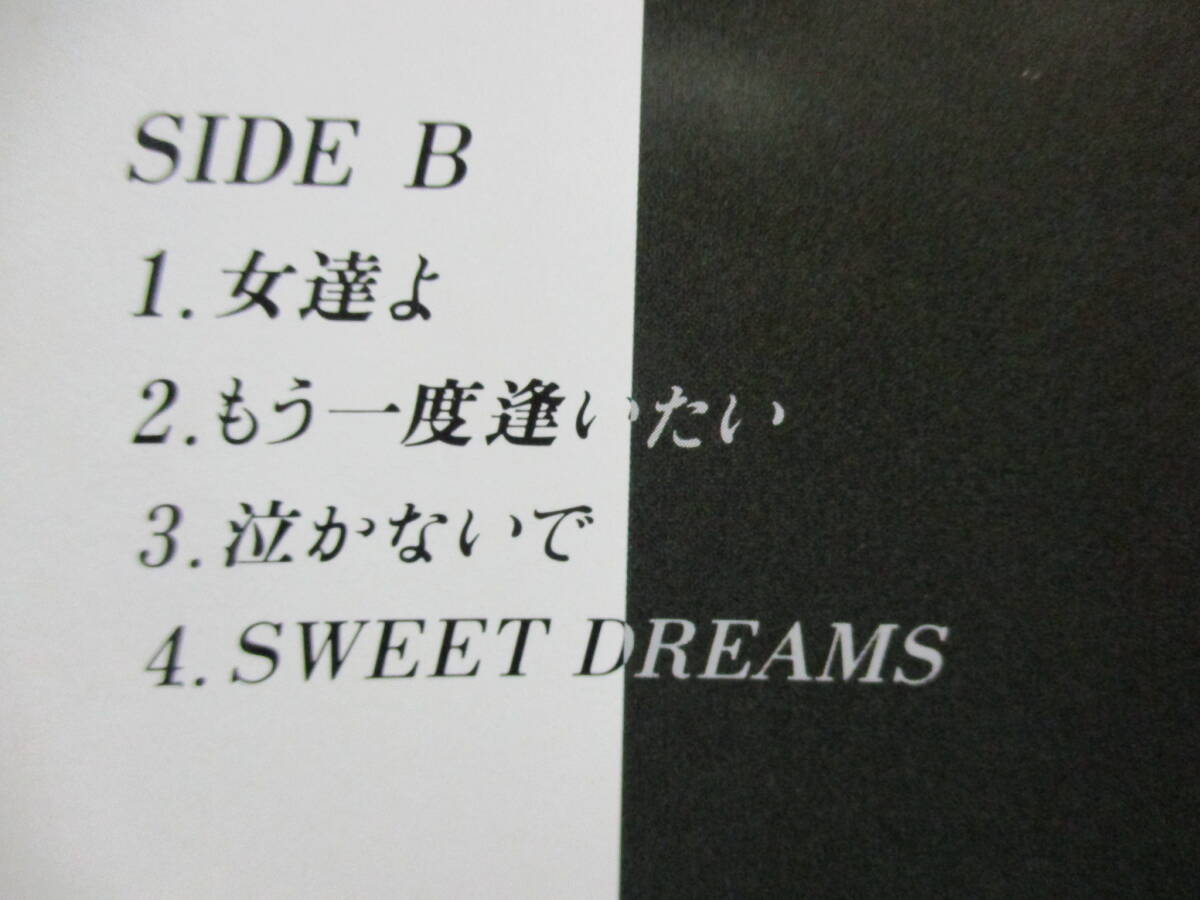 SIDE B
1. 女達よ
2. もう一度逢いたい
3. 泣かないで
4. SWEET DREAMS